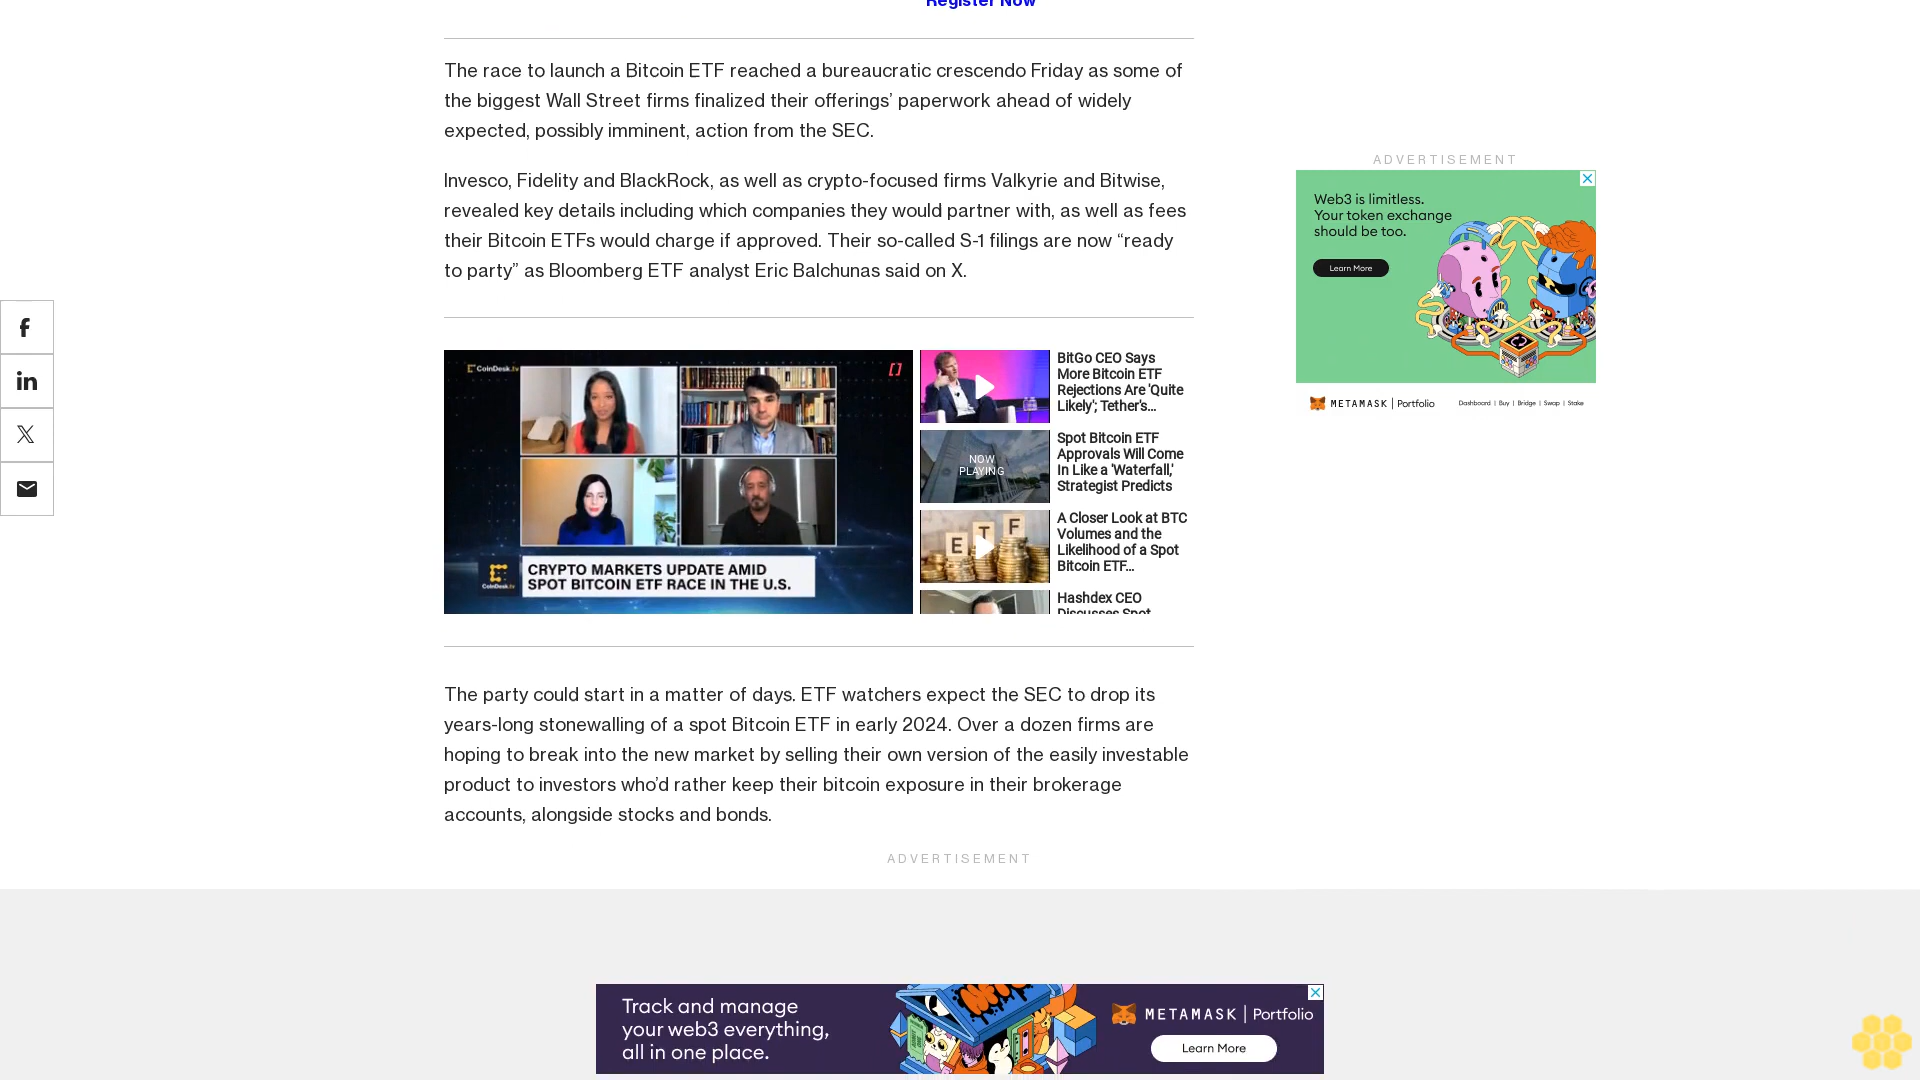 Register Now
The race to launch a Bitcoin ETF reached a bureaucratic crescendo Friday as some of
the biggest Wall Street firms finalized their offerings’ paperwork ahead of widely
expected, possibly imminent, action from the SEC.
Invesco, Fidelity and BlackRock, as well as crypto-focused firms Valkyrie and Bitwise,
revealed key details including which companies they would partner with, as well as fees
their Bitcoin ETFs would charge if approved. Their so-called S-1 filings are now “ready
to party” as Bloomberg ETF analyst Eric Balchunas said on X.
CoinDesk.tv
CRYPTO MARKETS UPDATE AMID
SPOT BITCOIN ETF RACE IN THE U.S.
CoinDesk.tv
BitGo CEO Says
More Bitcoin ETF
Rejections Are 'Quite
Likely'; Tether's...
NOW
PLAYING
Spot Bitcoin ETF
Approvals Will Come
In Like a 'Waterfall,'
Strategist Predicts
E T F
A Closer Look at BTC
Volumes and the
Likelihood of a Spot
Bitcoin ETF...
Hashdex CEO
Discusses Spot
The party could start in a matter of days. ETF watchers expect the SEC to drop its
years-long stonewalling of a spot Bitcoin ETF in early 2024. Over a dozen firms are
hoping to break into the new market by selling their own version of the easily investable
product to investors who’d rather keep their bitcoin exposure in their brokerage
accounts, alongside stocks and bonds.
ADVERTISEMENT
Web3 is limitless.
Your token exchange
should be too.
Learn More
METAMASK | Portfolio
Dashboard | Buy | Bridge | Swap | Stake
ADVERTISEMENT
Track and manage
your web3 everything,
all in one place.
METAMASK | Portfolio
Learn More